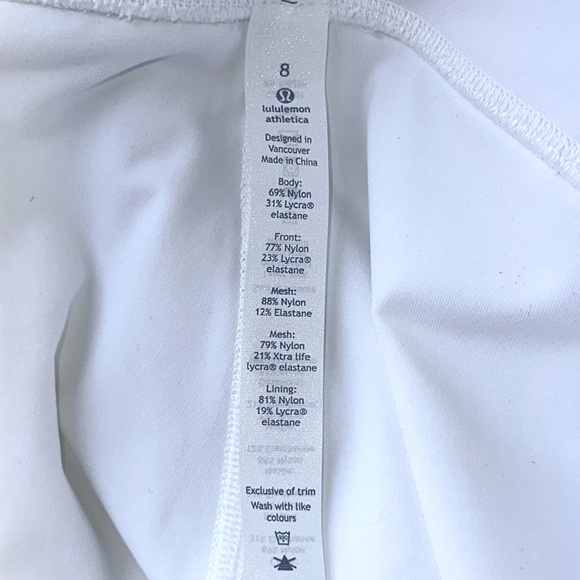 8
lululemon
athletica
Designed in
Vancouver
Made in China
Body:
69% Nylon
31% Lycra®
elastane
Front:
77% Nylon
23% Lycra®
elastane
Mesh:
88% Nylon
12% Elastane
Mesh:
79% Nylon
21% Xtra life
lycra® elastane
Lining:
81% Nylon
19% Lycra®
elastane
Exclusive of trim
Wash with like
colours